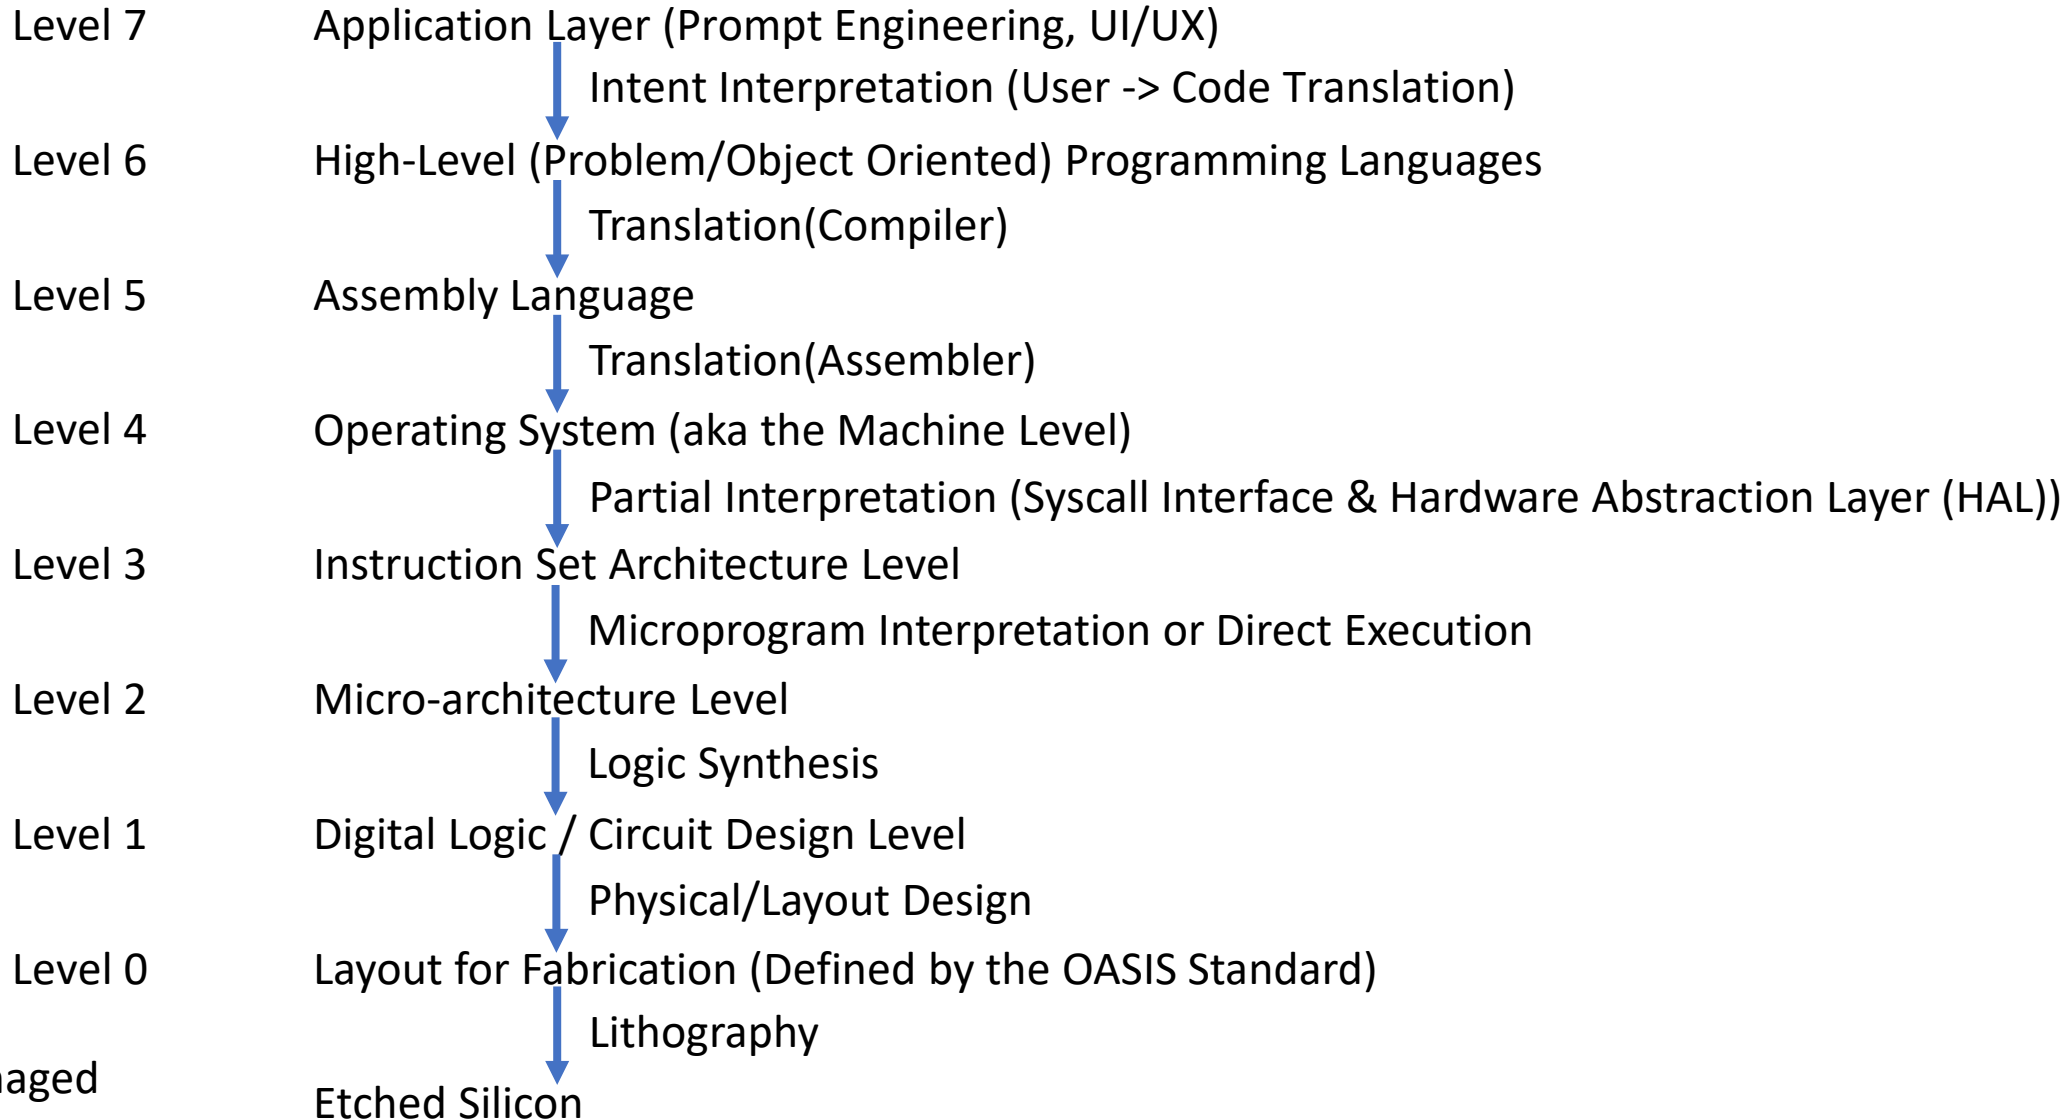 Level 7 Application Layer (Prompt Engineering, UI/UX)
Intent Interpretation (User -> Code Translation)
Level 6 High-Level (Problem/Object Oriented) Programming Languages
Translation(Compiler)
Level 5 Assembly Language
Translation(Assembler)
Level 4 Operating System (aka the Machine Level)
Partial Interpretation (Syscall Interface & Hardware Abstraction Layer (HAL))
Level 3 Instruction Set Architecture Level
Microprogram Interpretation or Direct Execution
Level 2 Micro-architecture Level
Logic Synthesis
Level 1 Digital Logic / Circuit Design Level
Physical/Layout Design
Level 0 Layout for Fabrication (Defined by the OASIS Standard)
Lithography
Etched Silicon